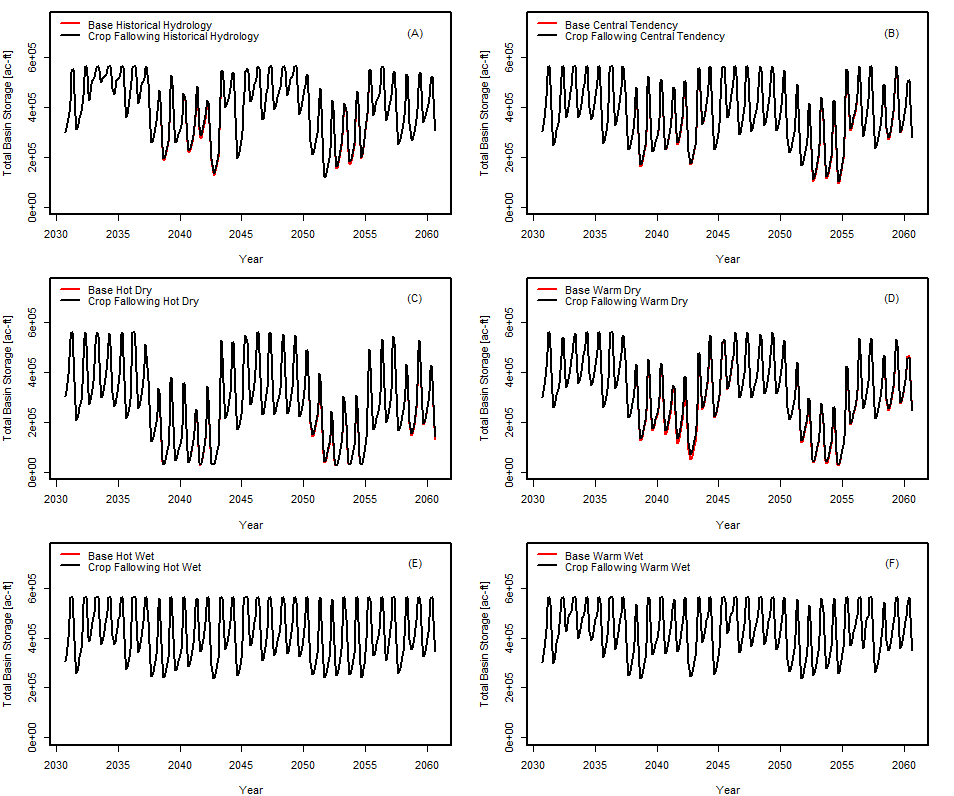 Base Historical Hydrology
Crop Fallowing Historical Hydrology
(A)
Total Basin Storage [ac-ft]
0e+00 2e+05 4e+05 6e+05
2030 2035 2040 2045 2050 2055 2060
Year
Base Central Tendency
Crop Fallowing Central Tendency
(B)
Total Basin Storage [ac-ft]
0e+00 2e+05 4e+05 6e+05
2030 2035 2040 2045 2050 2055 2060
Year
Base Hot Dry
Crop Fallowing Hot Dry
(C)
Total Basin Storage [ac-ft]
0e+00 2e+05 4e+05 6e+05
2030 2035 2040 2045 2050 2055 2060
Year
Base Warm Dry
Crop Fallowing Warm Dry
(D)
Total Basin Storage [ac-ft]
0e+00 2e+05 4e+05 6e+05
2030 2035 2040 2045 2050 2055 2060
Year
Base Hot Wet
Crop Fallowing Hot Wet
(E)
Total Basin Storage [ac-ft]
0e+00 2e+05 4e+05 6e+05
2030 2035 2040 2045 2050 2055 2060
Year
Base Warm Wet
Crop Fallowing Warm Wet
(F)
Total Basin Storage [ac-ft]
0e+00 2e+05 4e+05 6e+05
2030 2035 2040 2045 2050 2055 2060
Year